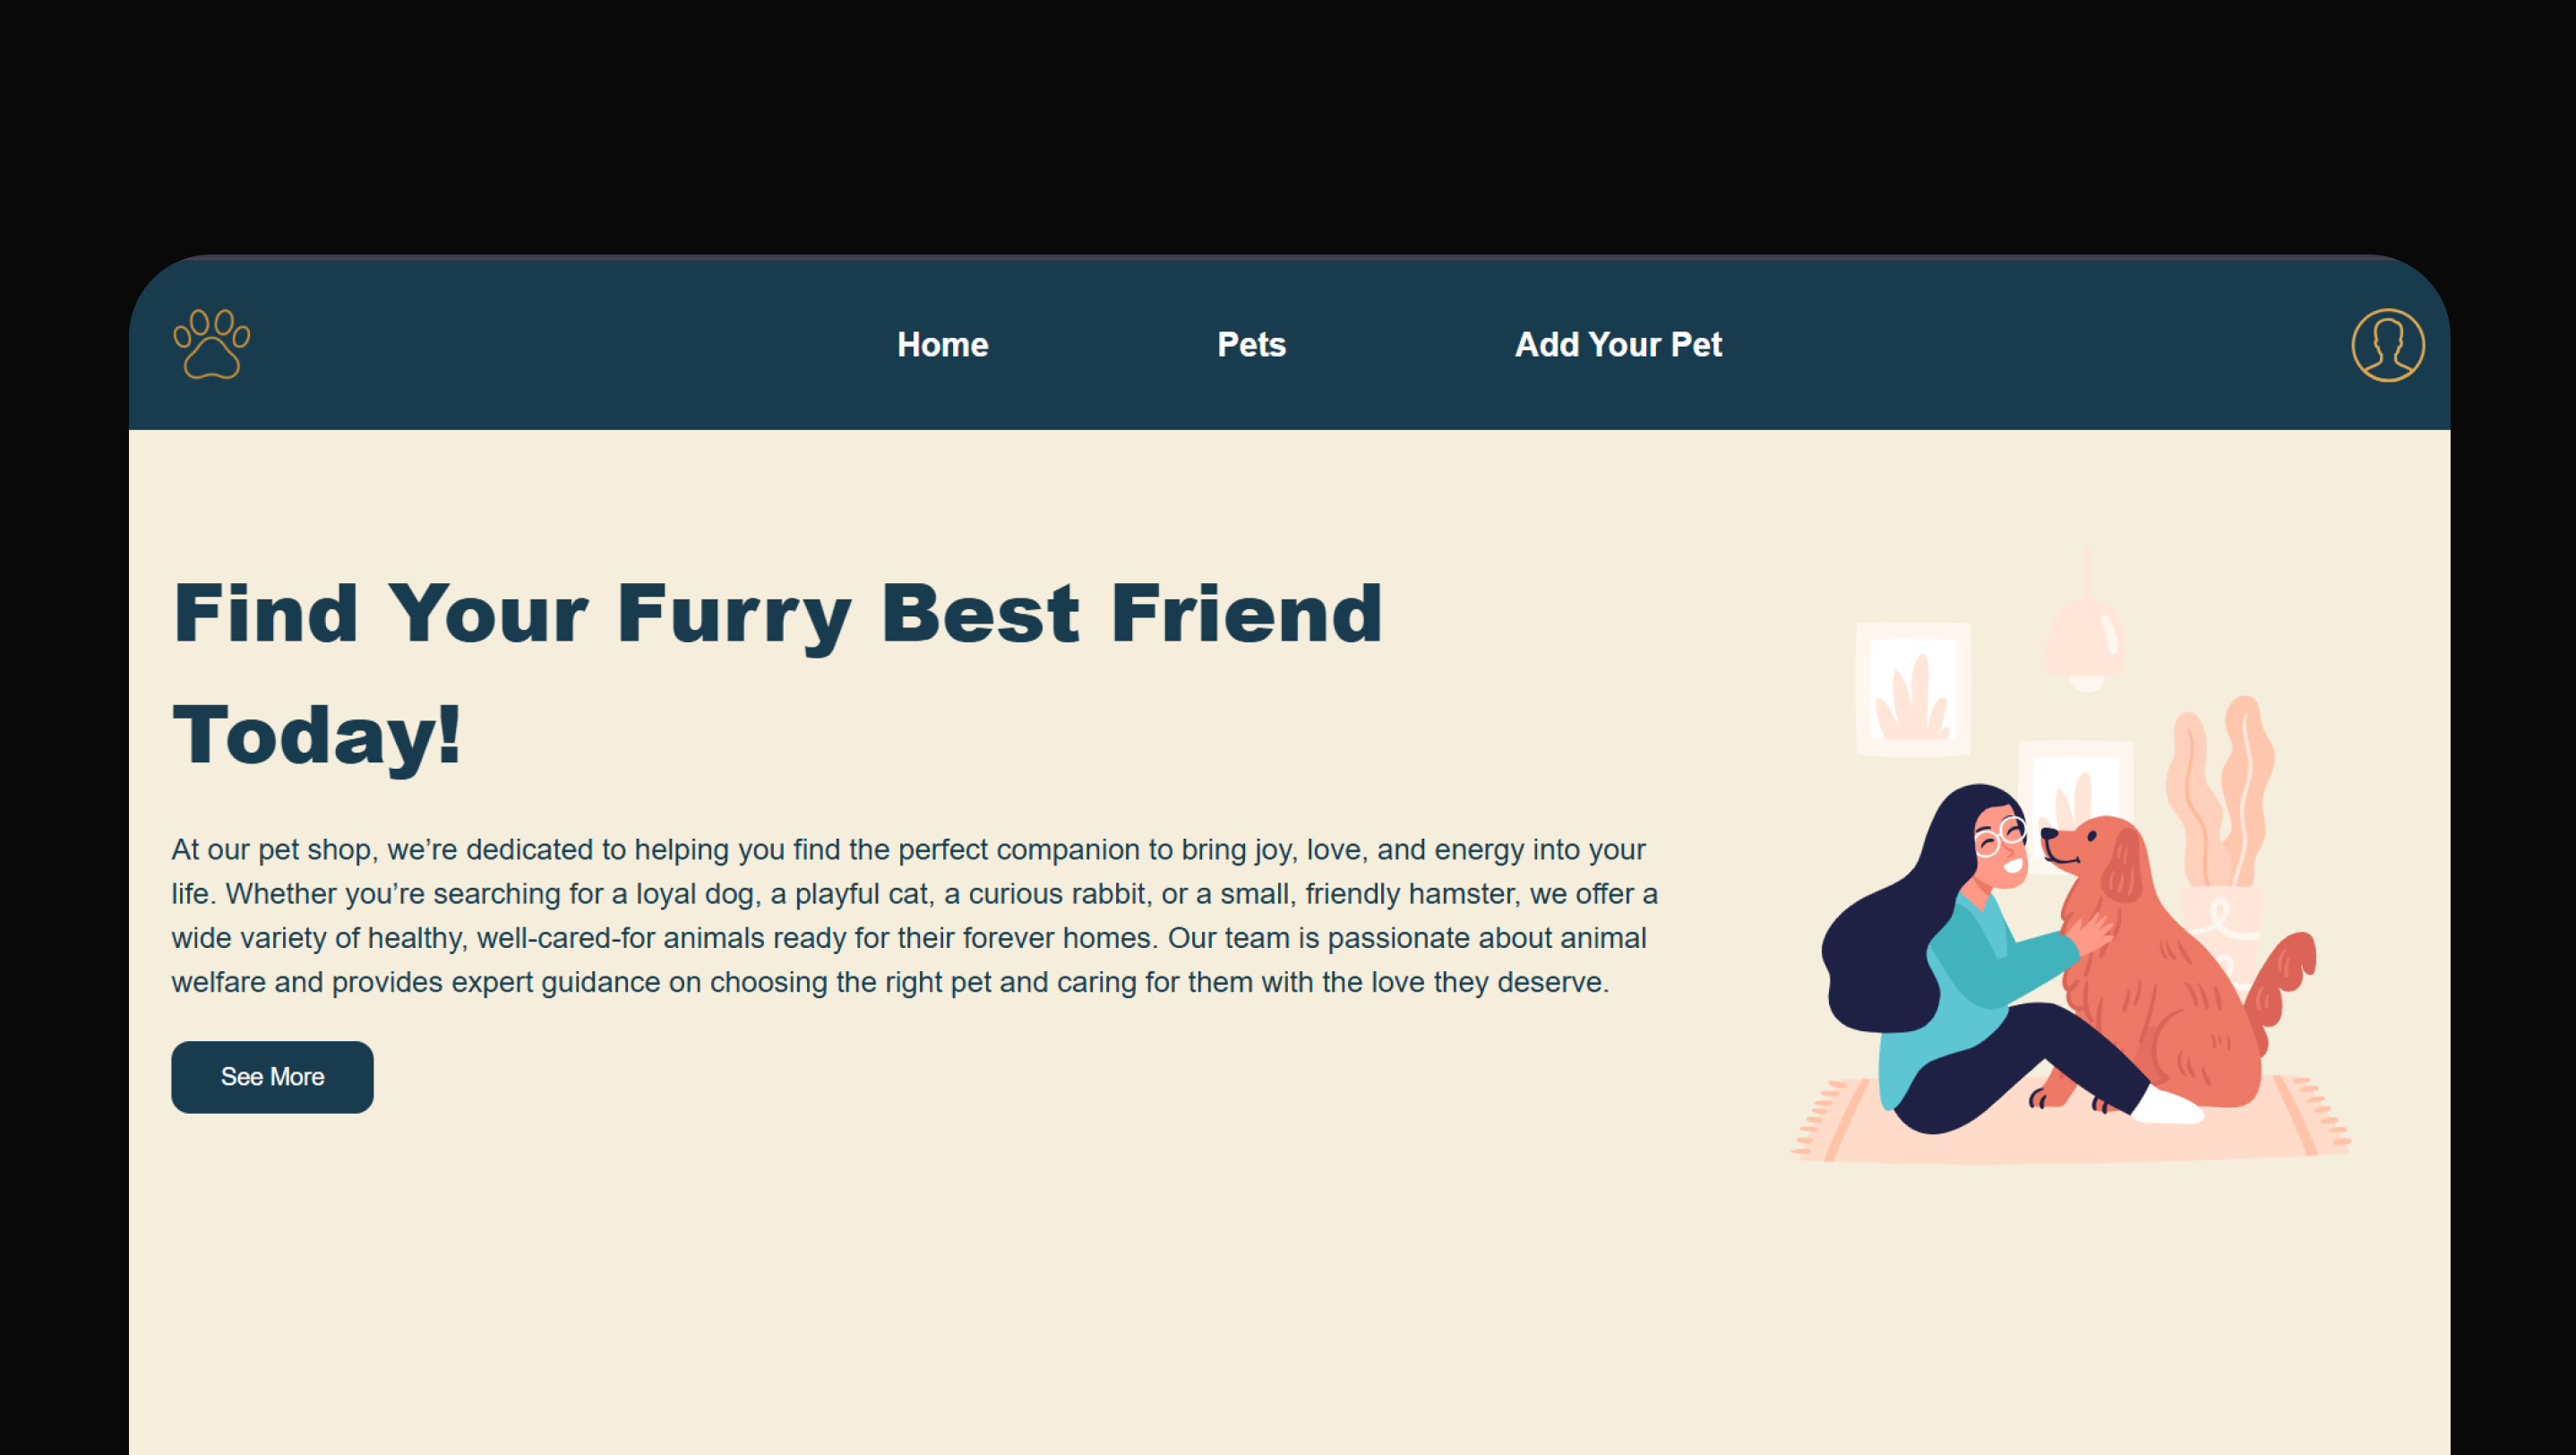 Home Pets Add Your Pet
Find Your Furry Best Friend
Today!
At our pet shop, we’re dedicated to helping you find the perfect companion to bring joy, love, and energy into your
life. Whether you’re searching for a loyal dog, a playful cat, a curious rabbit, or a small, friendly hamster, we offer a
wide variety of healthy, well-cared-for animals ready for their forever homes. Our team is passionate about animal
welfare and provides expert guidance on choosing the right pet and caring for them with the love they deserve.
See More